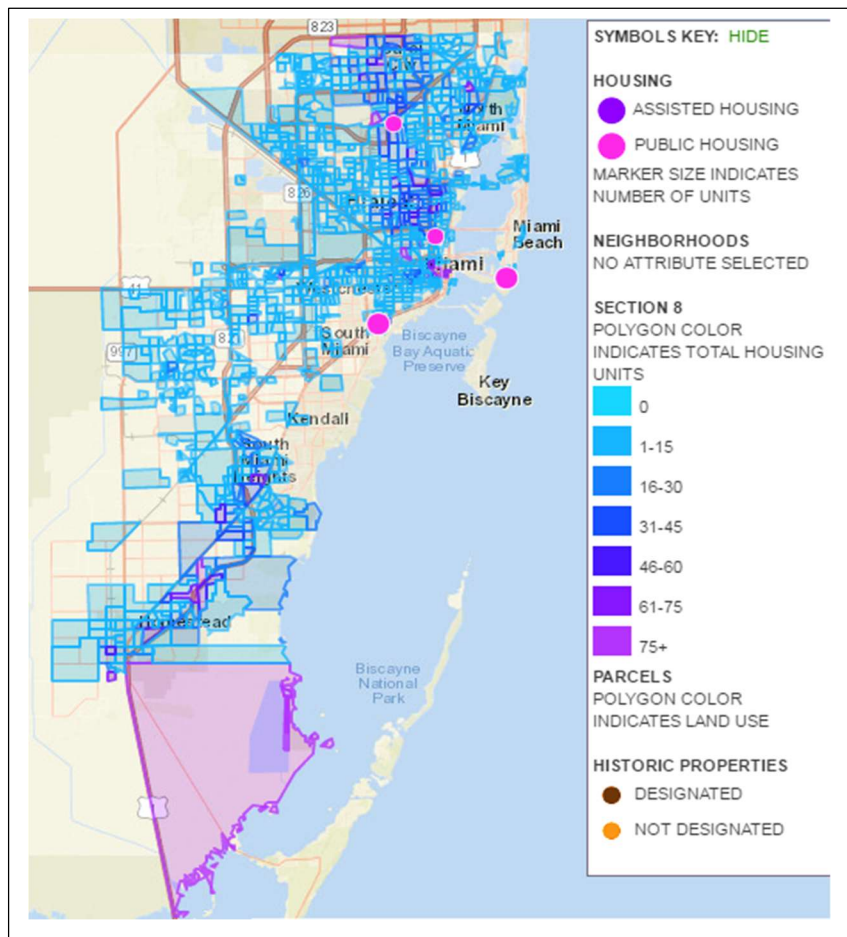 823
Miami
826
Miami
Beach
Miami
41
997
821
South
Miami
Biscayne
Bay Aquatic
Preserve
Key
Biscayne
Kendall
South
Miami
Heights
Homestead
Biscayne
National
Park
1
SYMBOLS KEY: HIDE
HOUSING
ASSISTED HOUSING
PUBLIC HOUSING
MARKER SIZE INDICATES
NUMBER OF UNITS
NEIGHBORHOODS
NO ATTRIBUTE SELECTED
SECTION 8
POLYGON COLOR
INDICATES TOTAL HOUSING
UNITS
0
1-15
16-30
31-45
46-60
61-75
75+
PARCELS
POLYGON COLOR
INDICATES LAND USE
HISTORIC PROPERTIES
DESIGNATED
NOT DESIGNATED